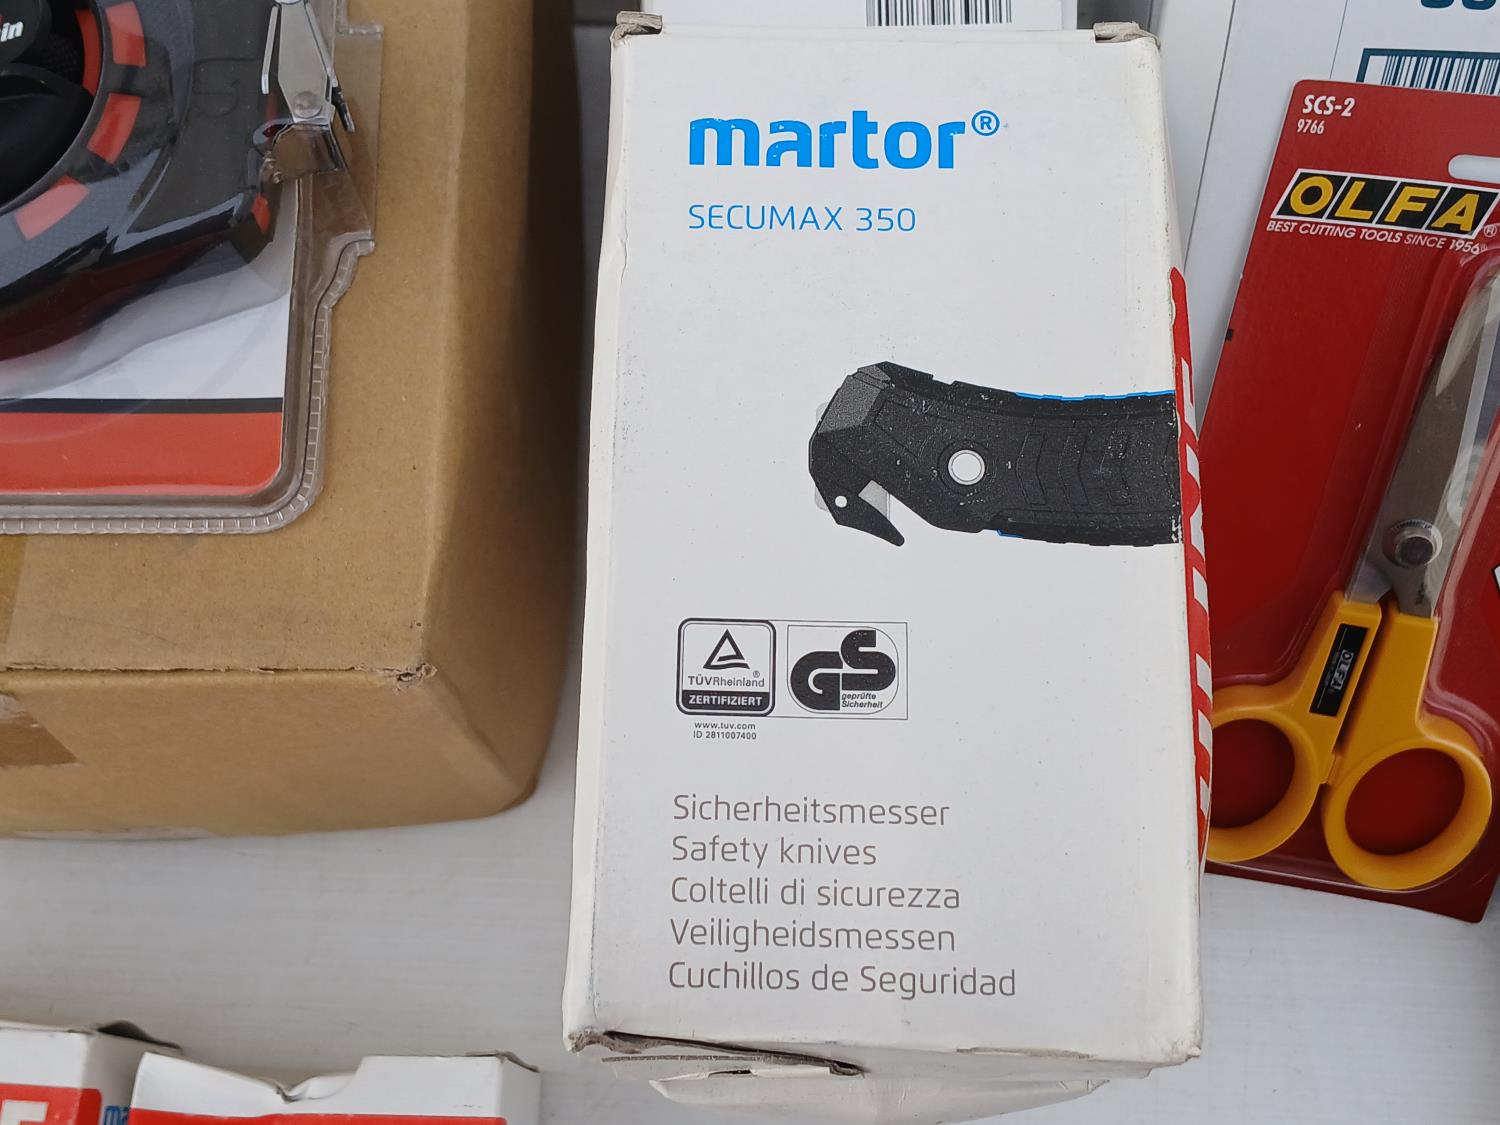 martor®
SECUMAX 350
TÜVRheinland®
ZERTIFIZIERT
www.tuv.com
ID 2811007400
GS
geprüfte
Sicherheit
Sicherheitsmesser
Safety knives
Coltelli di sicurezza
Veiligheidsmessen
Cuchillos de Seguridad
SCS-2
9766
OLFA®
BEST CUTTING TOOLS SINCE 1956
OLFA